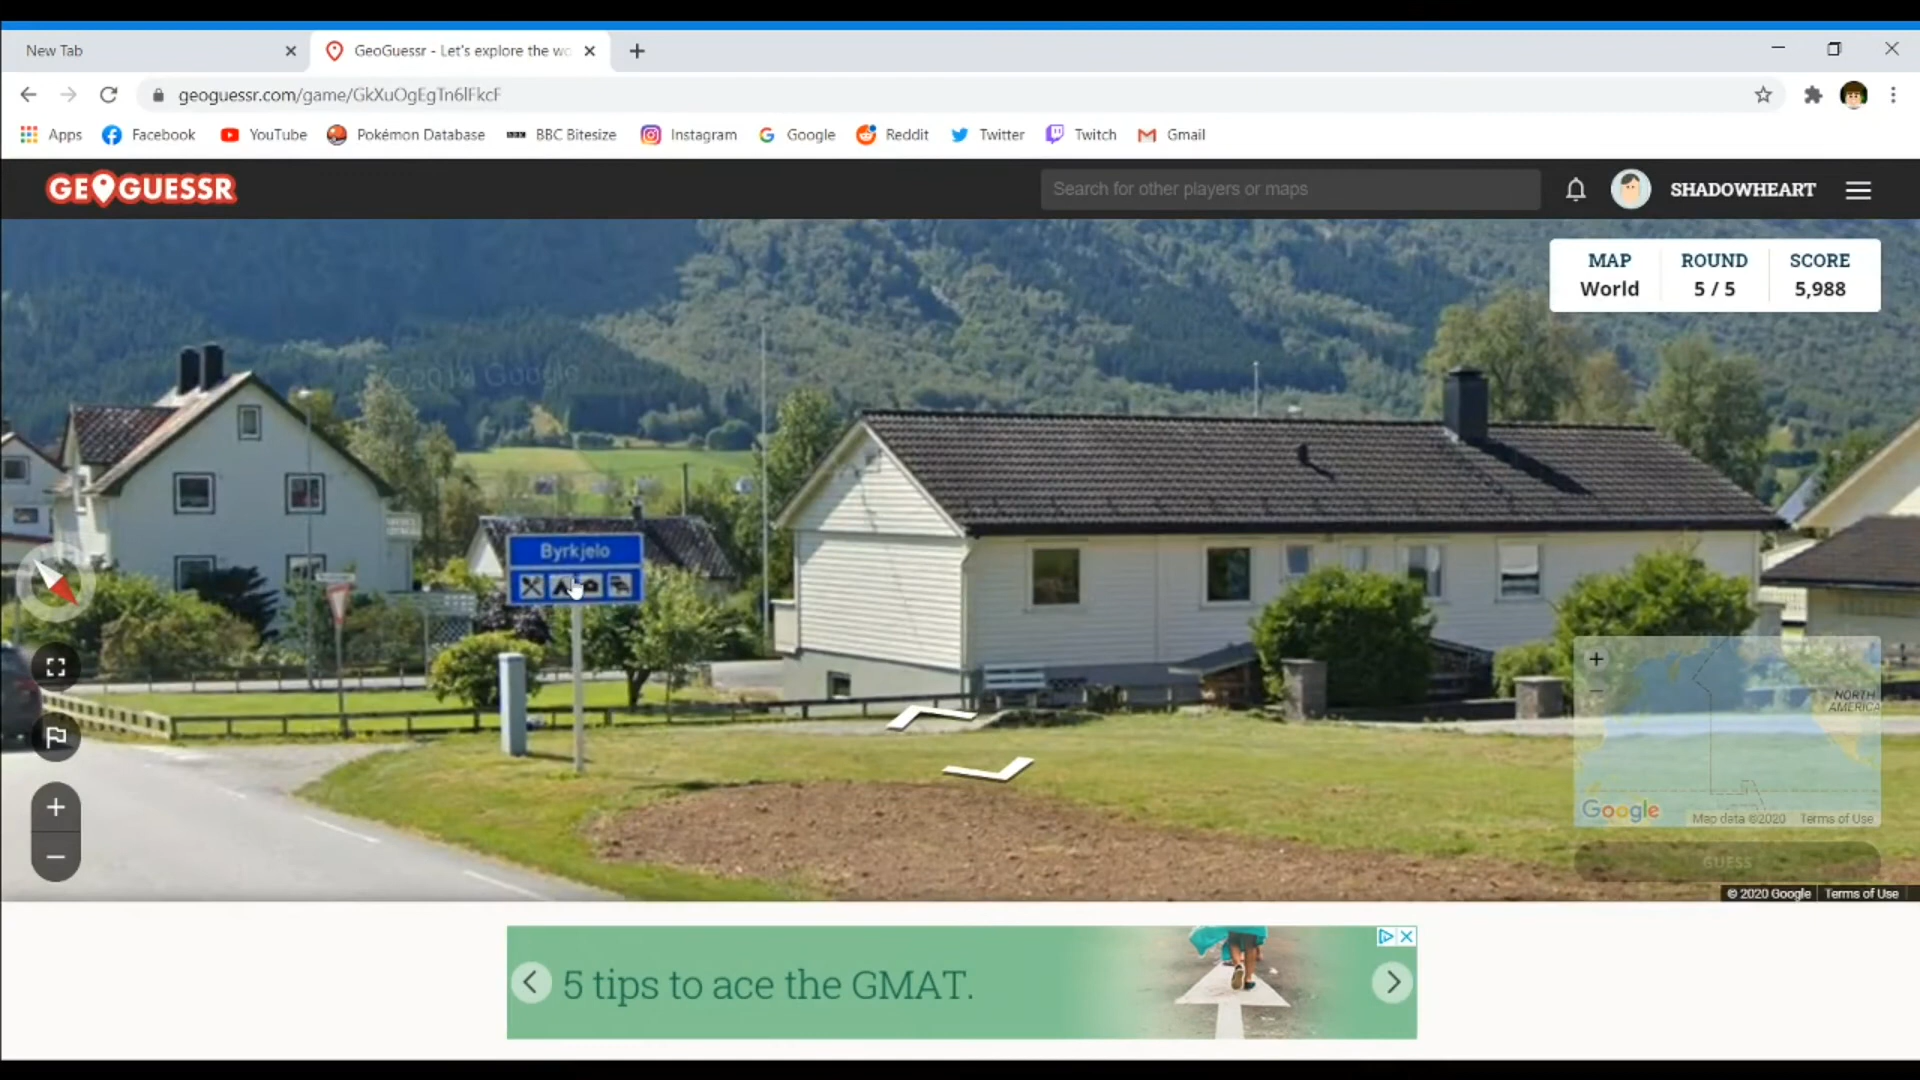 New Tab
GeoGuessr - Let's explore the wo
geoguessr.com/game/GkXuOgEgTn6lFkcF
Apps Facebook YouTube Pokémon Database BBC Bitesize Instagram Google Reddit Twitter Twitch Gmail
GEOGUESSR
Search for other players or maps
SHADOWHEART
MAP ROUND SCORE
World 5 / 5 5,988
Google
Byrkjelo
NORTH
AMERICA
Google
Map data ©2020 Terms of Use
GUESS
© 2020 Google Terms of Use
5 tips to ace the GMAT.